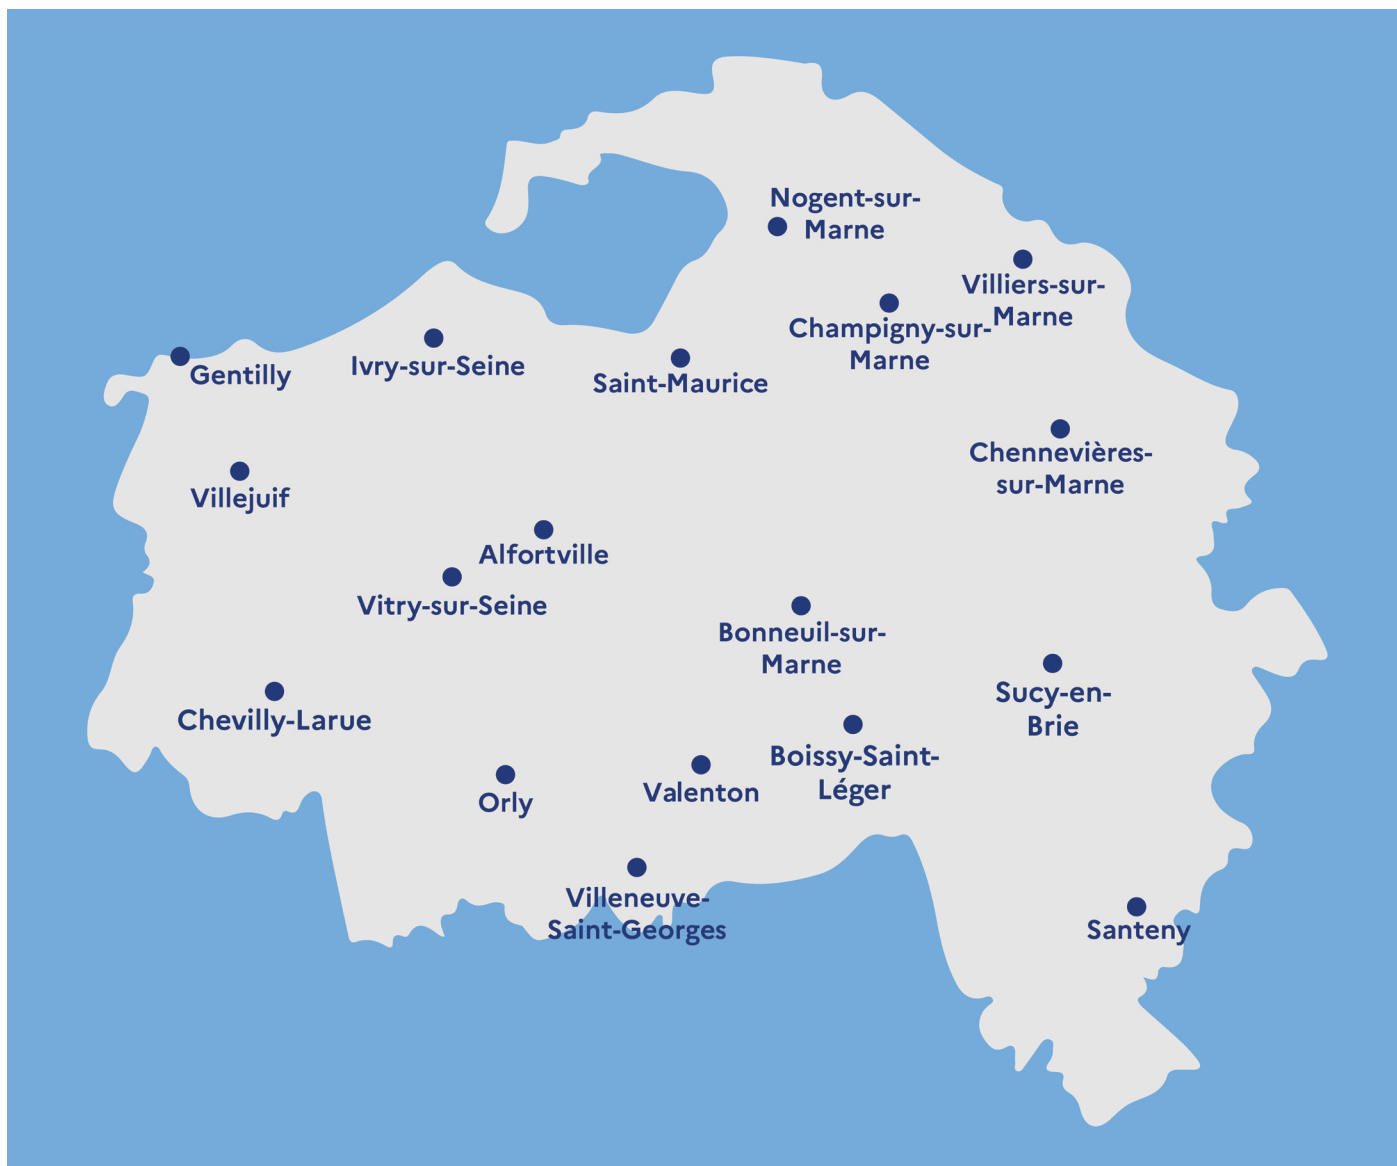 Nogent-sur-
Marne
Villiers-sur-
Marne
Champigny-sur-
Marne
Ivry-sur-Seine
Gentilly
Saint-Maurice
Chennevières-
sur-Marne
Villejuif
Alfortville
Vitry-sur-Seine
Bonneuil-sur-
Marne
Sucy-en-
Brie
Chevilly-Larue
Boissy-Saint-
Léger
Valenton
Orly
Villeneuve-
Saint-Georges
Santeny